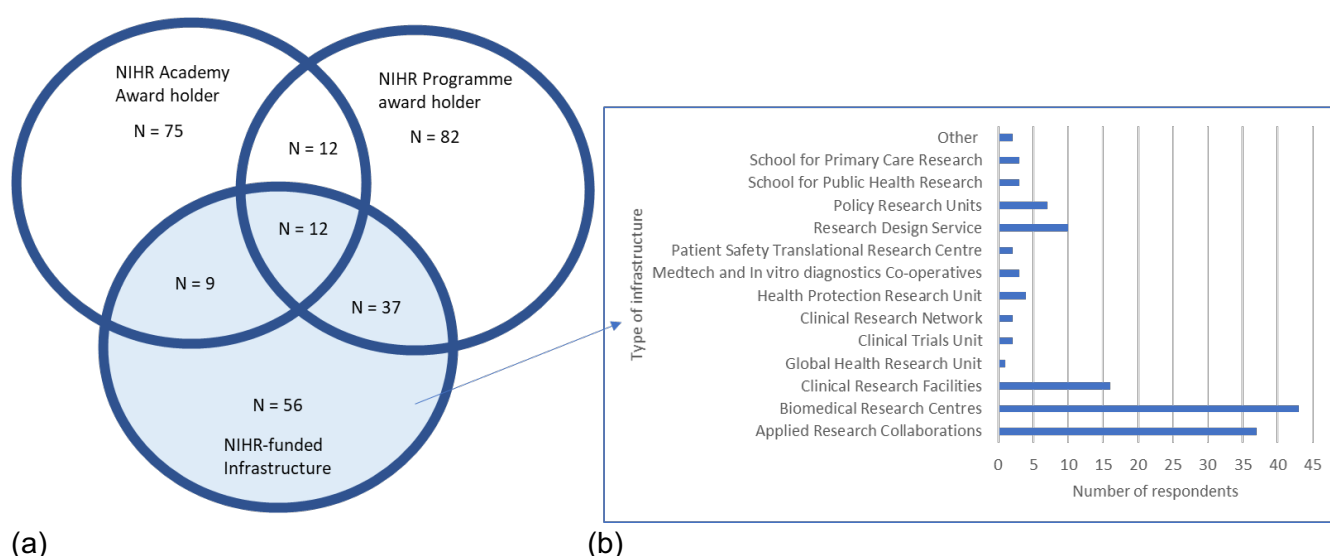 NIHR Academy
Award holder
N = 75
NIHR Programme
award holder
N = 82
N = 12
N = 12
N = 9
N = 37
N = 56
NIHR-funded
Infrastructure
(a)
Type of infrastructure
Other
School for Primary Care Research
School for Public Health Research
Policy Research Units
Research Design Service
Patient Safety Translational Research Centre
Medtech and In vitro diagnostics Co-operatives
Health Protection Research Unit
Clinical Research Network
Clinical Trials Unit
Global Health Research Unit
Clinical Research Facilities
Biomedical Research Centres
Applied Research Collaborations
0 5 10 15 20 25 30 35 40 45
Number of respondents
(b)